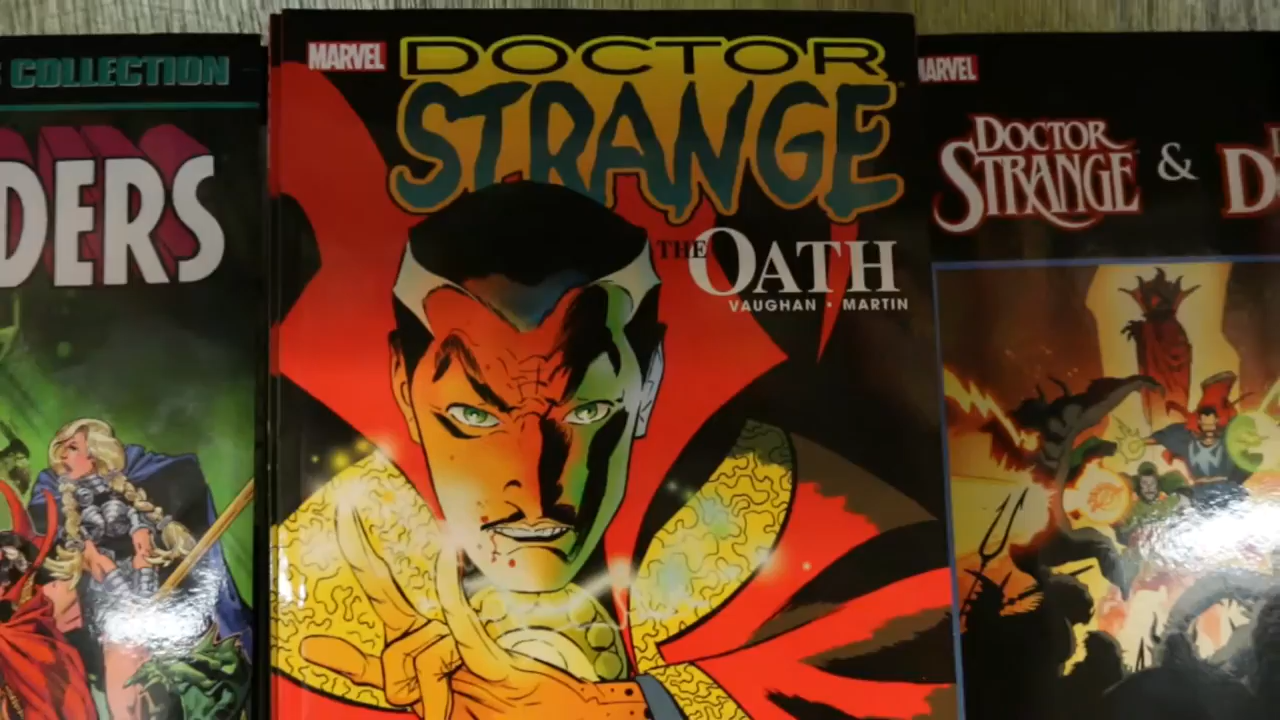 COLLECTION
DERS
MARVEL
DOCTOR
STRANGE
THE OATH
VAUGHAN · MARTIN
MARVEL
DOCTOR
STRANGE &
D